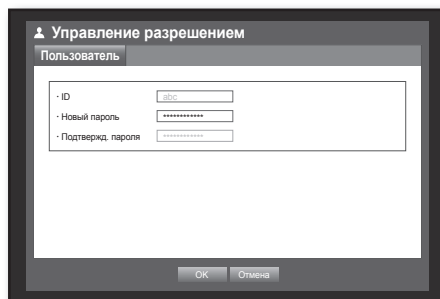 Управление разрешением
Пользователь
· ID abc
· Новый пароль ************
· Подтвержд. пароля ************
OK Отмена